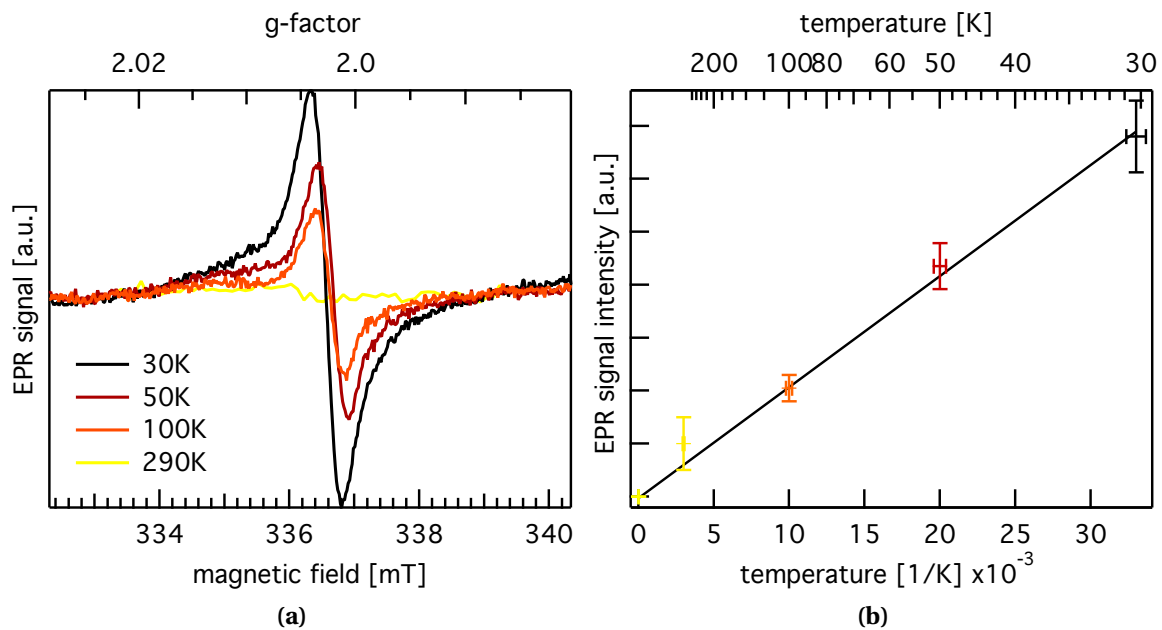 g-factor
2.02 2.0
EPR signal [a.u.]
30K
50K
100K
290K
334 336 338 340
magnetic field [mT]
(a)
temperature [K]
200 100 80 60 50 40 30
EPR signal intensity [a.u.]
0 5 10 15 20 25 30
temperature [1/K] x10⁻³
(b)